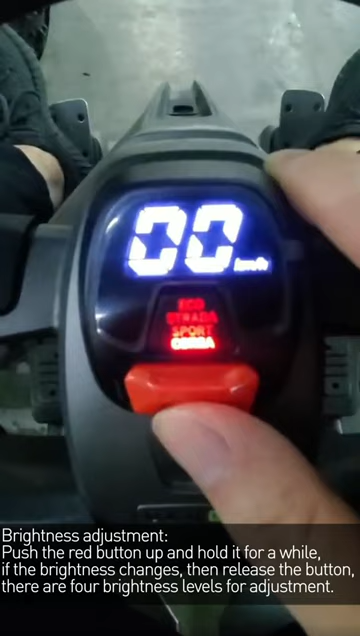 00
km/h
ECO
STRADA
SPORT
CORSA
Brightness adjustment:
Push the red button up and hold it for a while,
if the brightness changes, then release the button,
there are four brightness levels for adjustment.